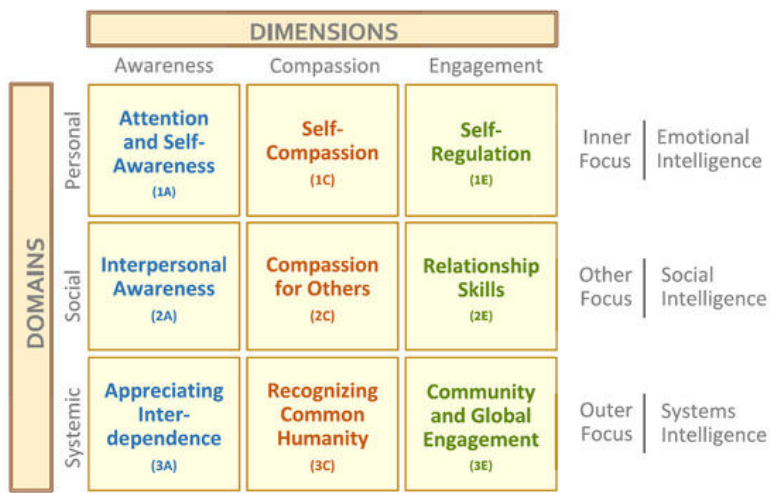 DIMENSIONS
Awareness
Compassion
Engagement
DOMAINS
Personal
Attention
and Self-
Awareness
(1A)
Self-
Compassion
(1C)
Self-
Regulation
(1E)
Inner
Focus
Emotional
Intelligence
Social
Interpersonal
Awareness
(2A)
Compassion
for Others
(2C)
Relationship
Skills
(2E)
Other
Focus
Social
Intelligence
Systemic
Appreciating
Inter-
dependence
(3A)
Recognizing
Common
Humanity
(3C)
Community
and Global
Engagement
(3E)
Outer
Focus
Systems
Intelligence